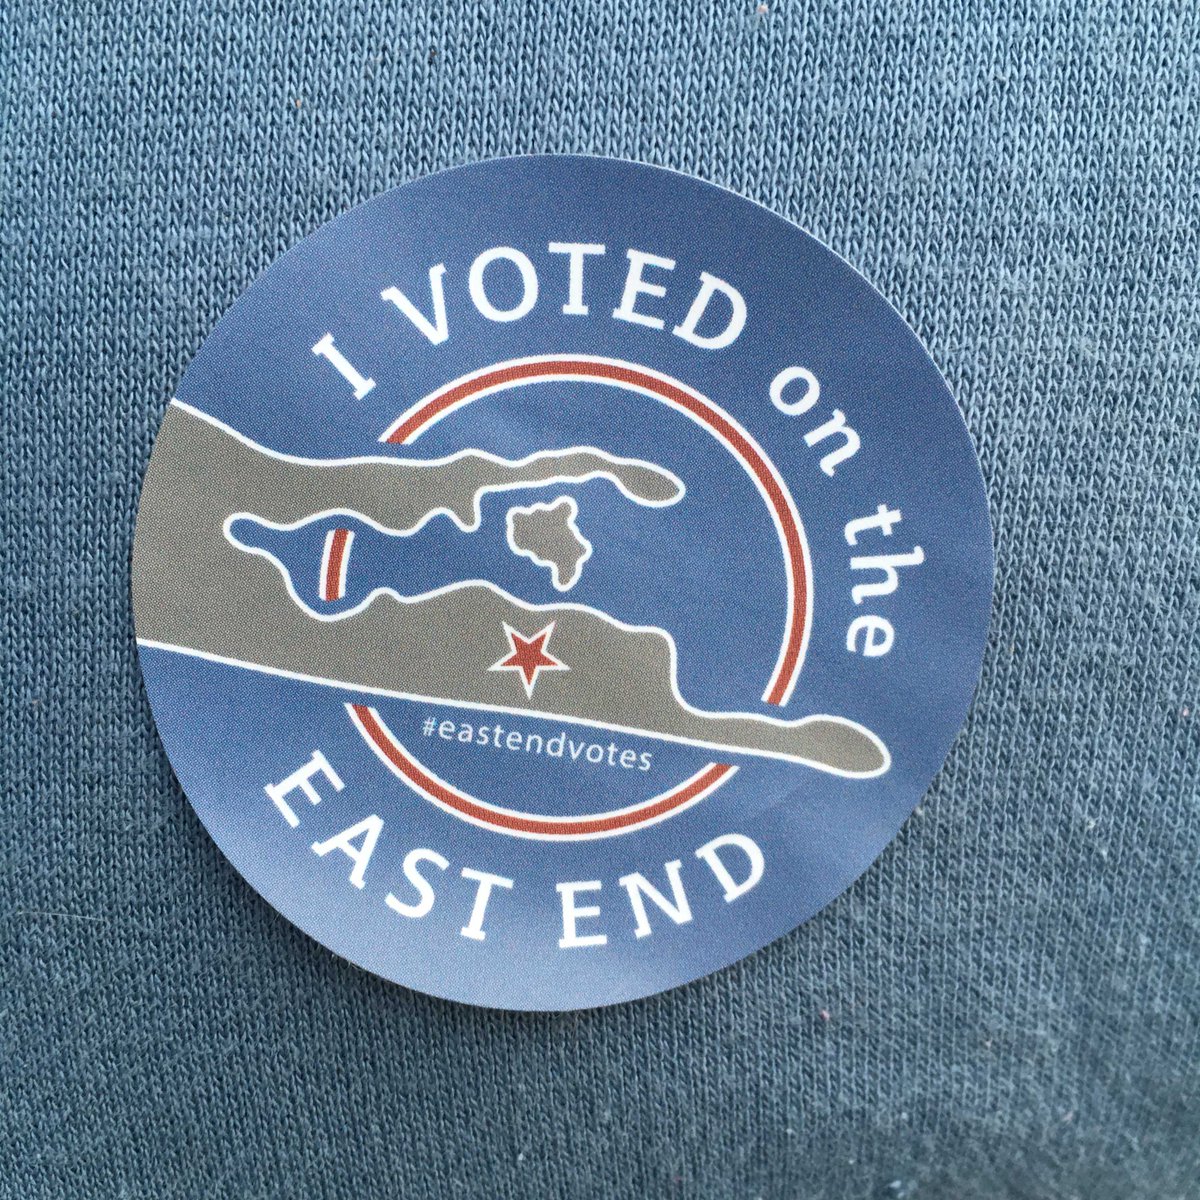 I VOTED on the
EAST END
#eastendvotes